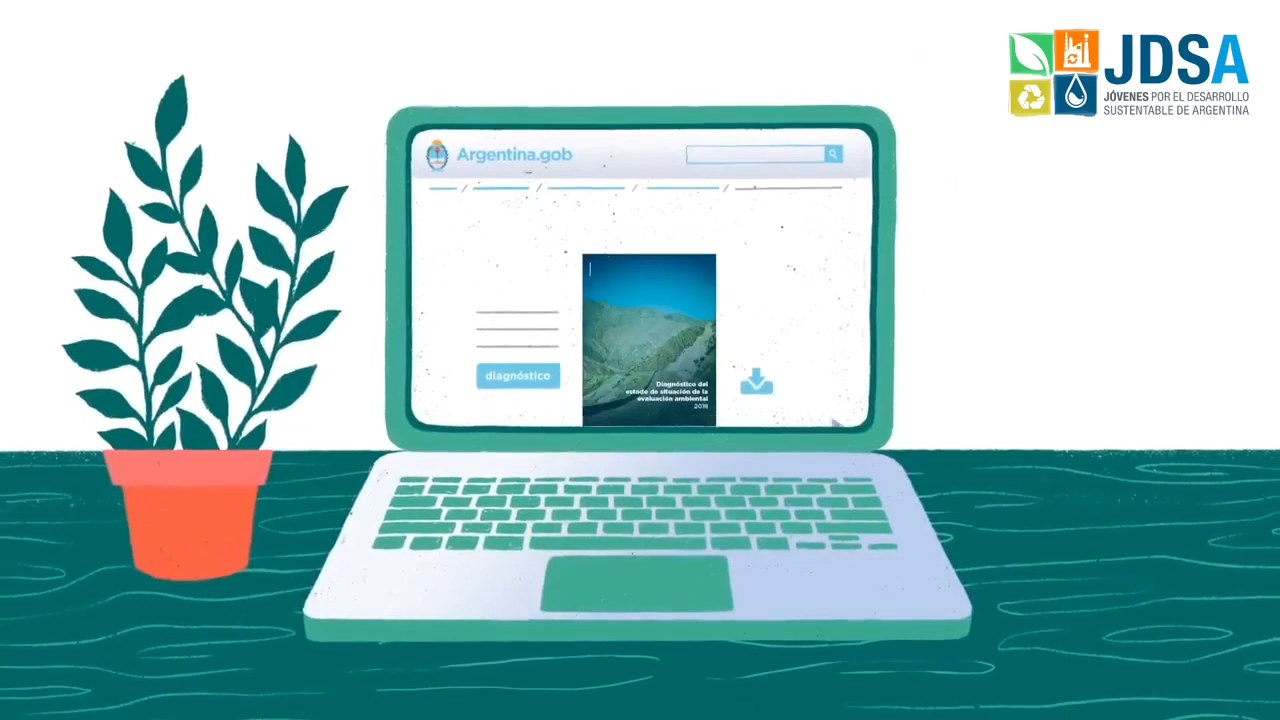 JDSA
JÓVENES POR EL DESARROLLO
SUSTENTABLE DE ARGENTINA
Argentina.gob
diagnóstico
Diagnóstico del
estado de situación de la
evaluación ambiental
2018